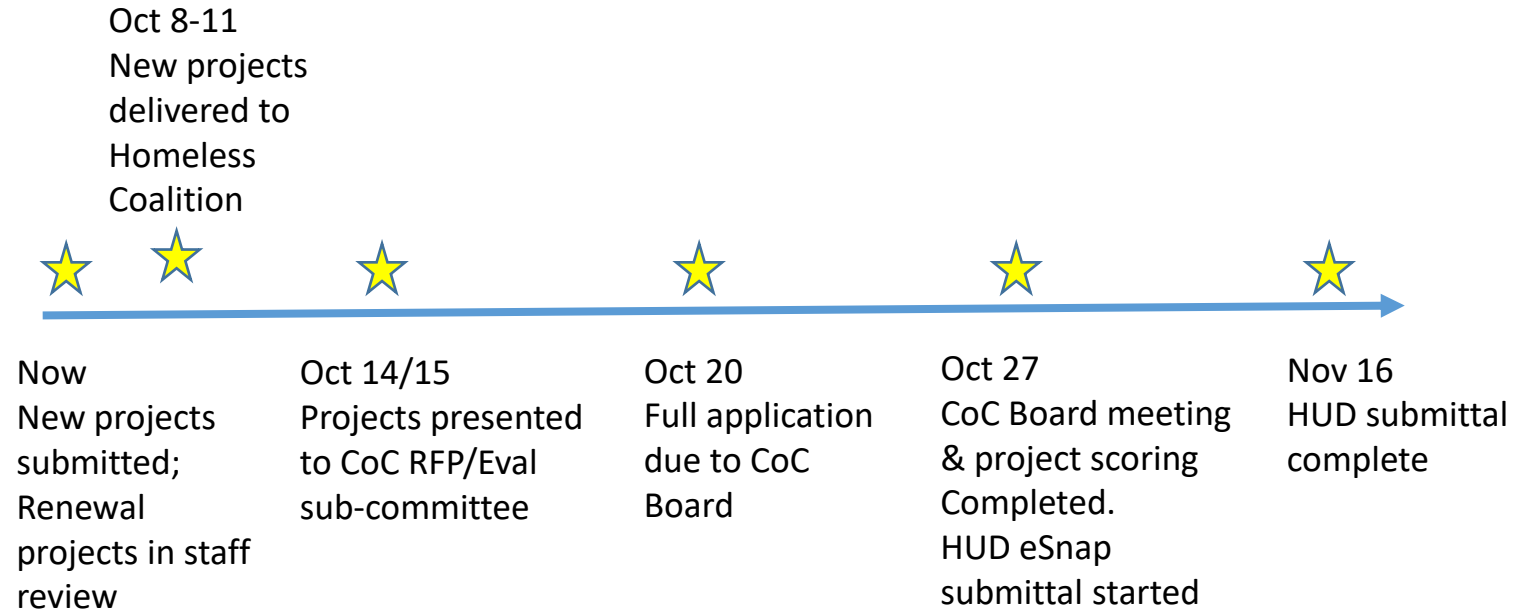 Oct 8-11
New projects
delivered to
Homeless
Coalition
Now
New projects
submitted;
Renewal
projects in staff
review
Oct 14/15
Projects presented
to CoC RFP/Eval
sub-committee
Oct 20
Full application
due to CoC
Board
Oct 27
CoC Board meeting
& project scoring
Completed.
HUD eSnap
submittal started
Nov 16
HUD submittal
complete